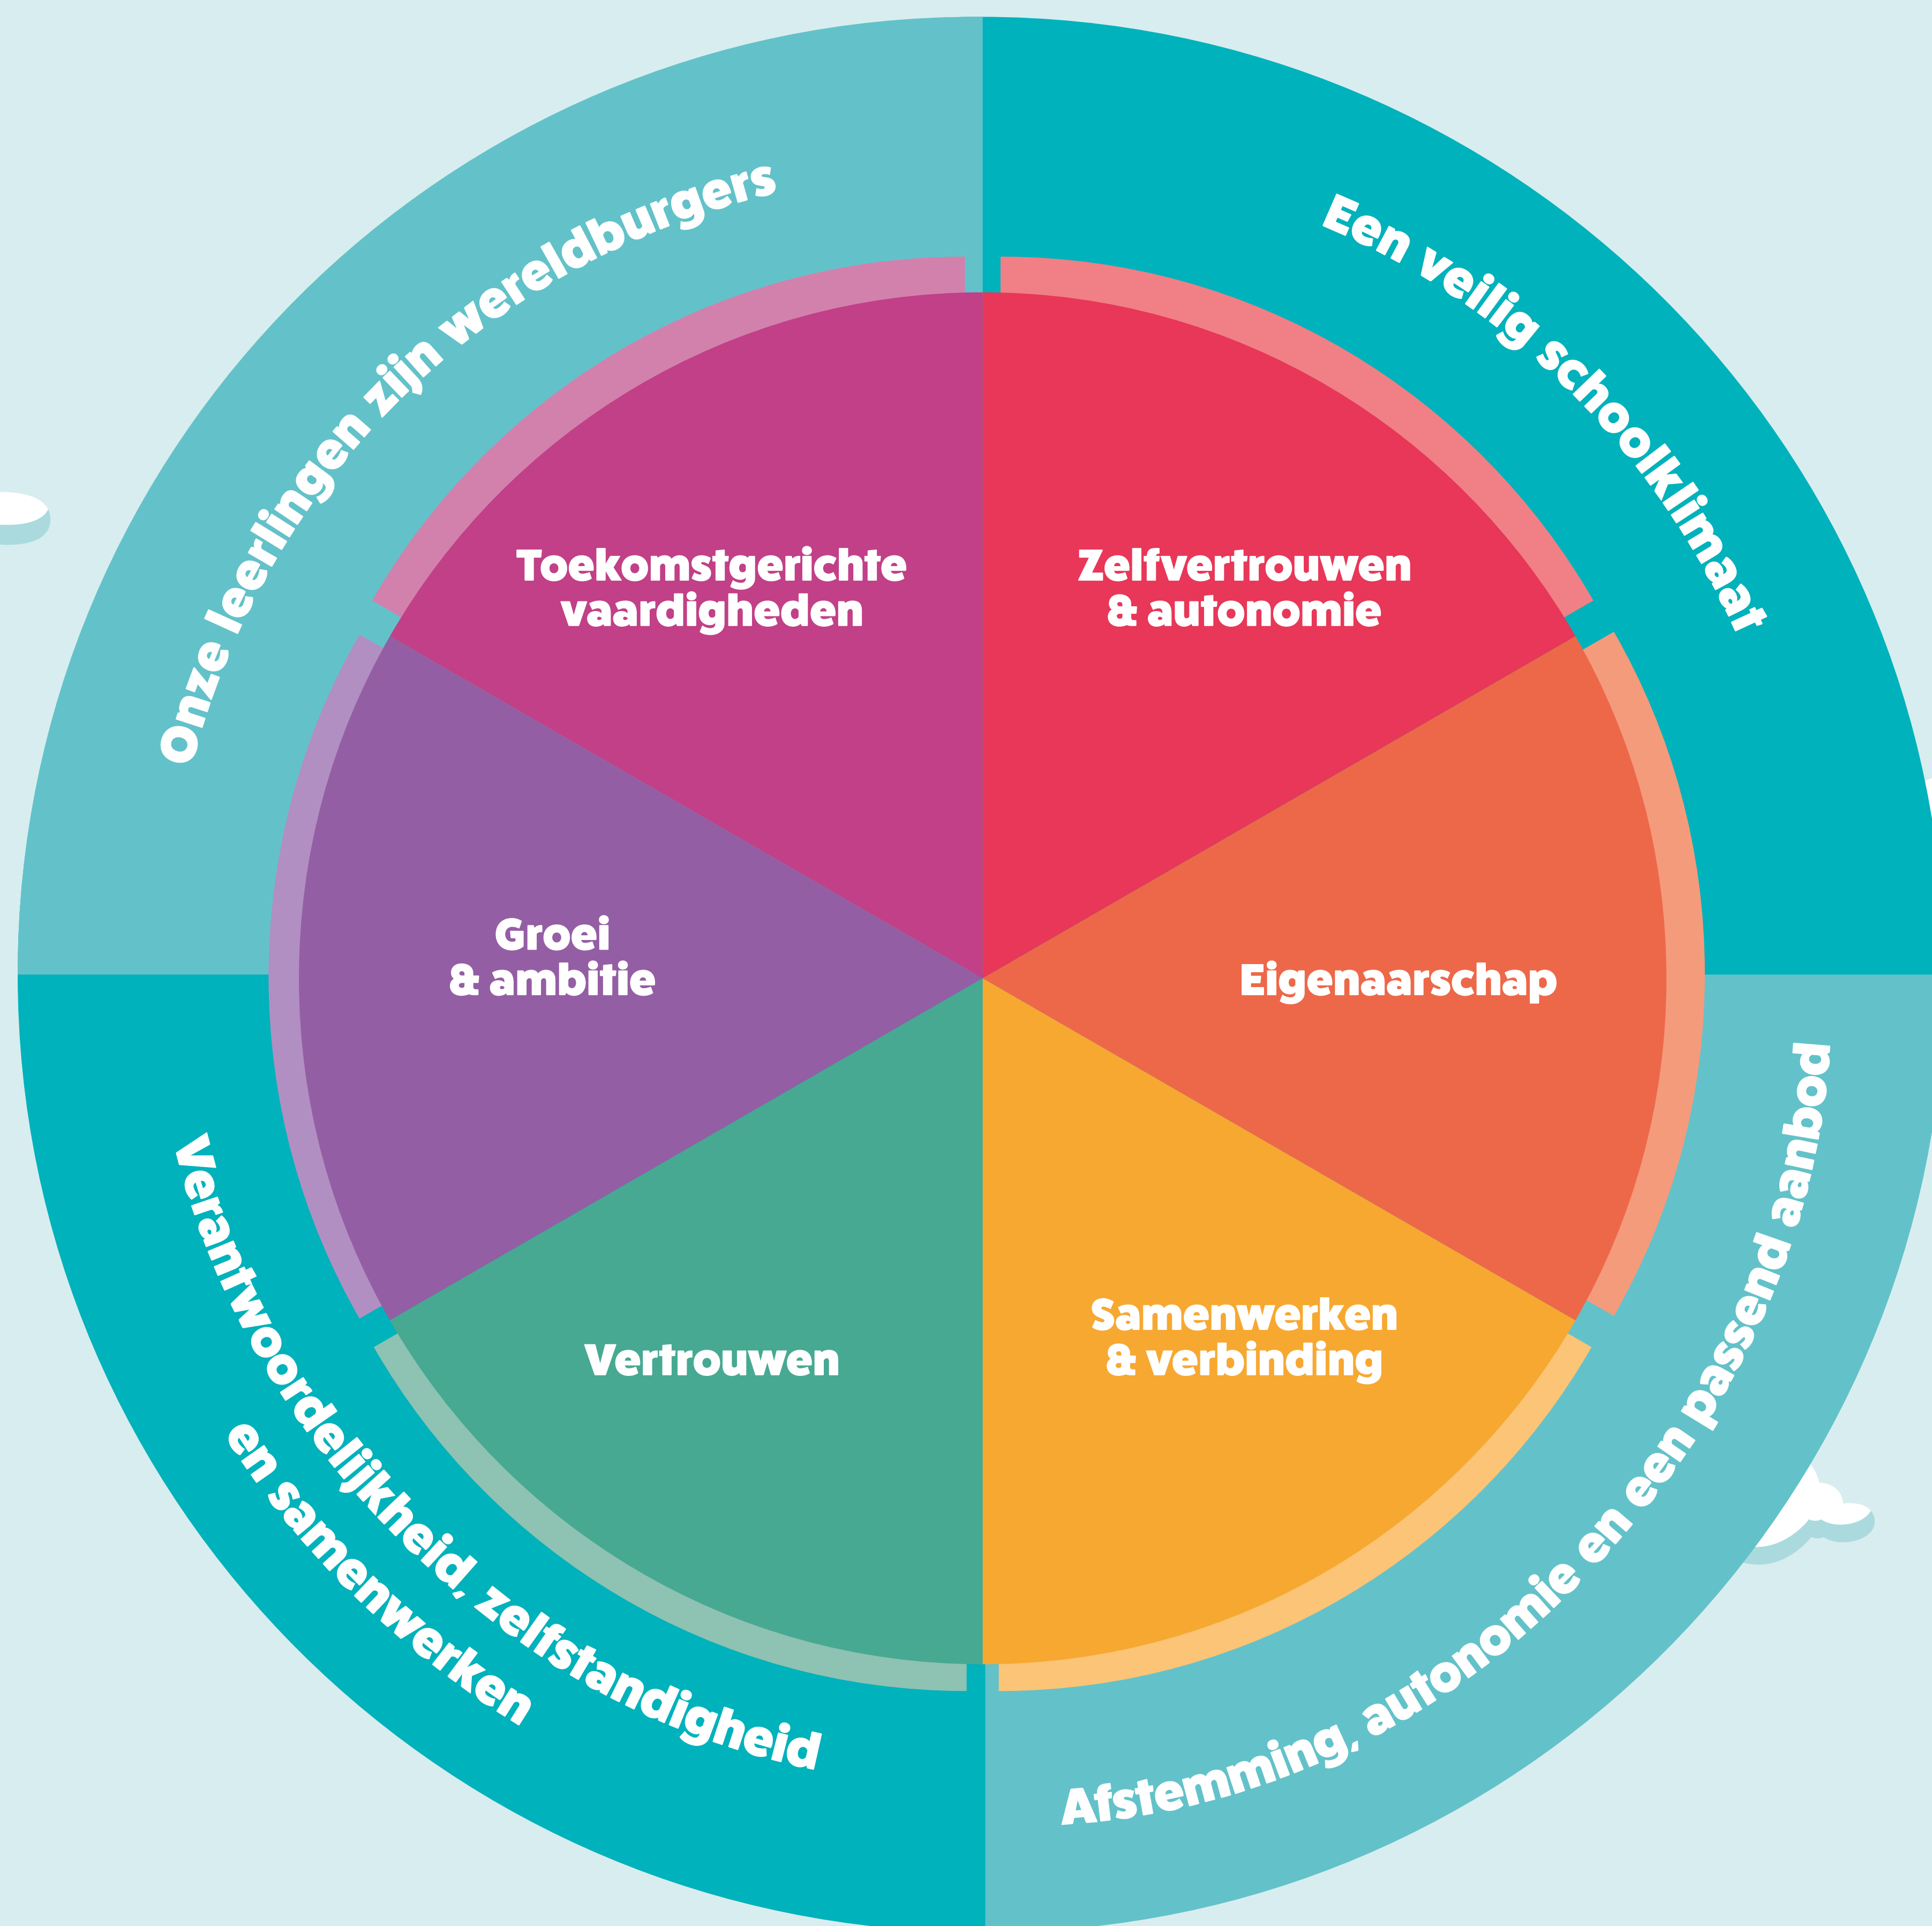 Onze leerlingen zijn wereldburgers
Een veilig schoolklimaat
Toekomstgerichte
vaardigheden
Zelfvertrouwen
& autonomie
Groei
& ambitie
Eigenaarschap
Vertrouwen
Samenwerken
& verbinding
Verantwoordelijkheid, zelfstandigheid
en samenwerken
Afstemming, autonomie en een passend aanbod